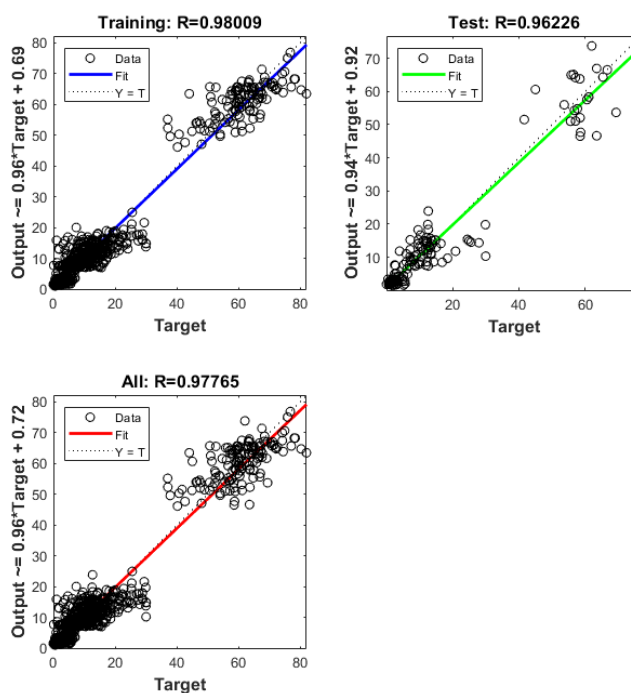 Training: R=0.98009
Output ~= 0.96*Target + 0.69
80
70
60
50
40
30
20
10
0
Data
Fit
Y = T
0 20 40 60 80
Target
Test: R=0.96226
Output ~= 0.94*Target + 0.92
70
60
50
40
30
20
10
Data
Fit
Y = T
20 40 60
Target
All: R=0.97765
Output ~= 0.96*Target + 0.72
80
70
60
50
40
30
20
10
0
Data
Fit
Y = T
0 20 40 60 80
Target